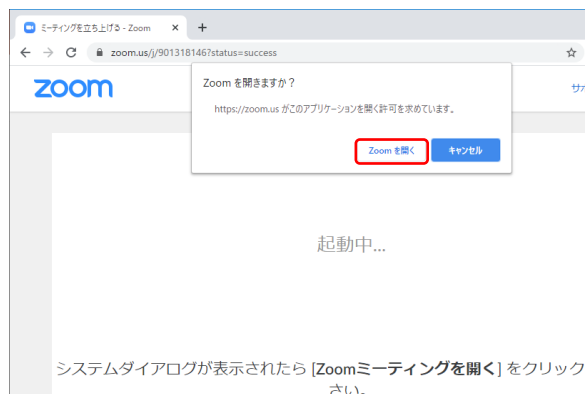 ミーティングを立ち上げる - Zoom
zoom.us/j/901318146?status=success
zoom
サポ
Zoom を開きますか？
https://zoom.us がこのアプリケーションを開く許可を求めています。
Zoom を開く キャンセル
起動中...
システムダイアログが表示されたら [Zoomミーティングを開く] をクリック
さい。